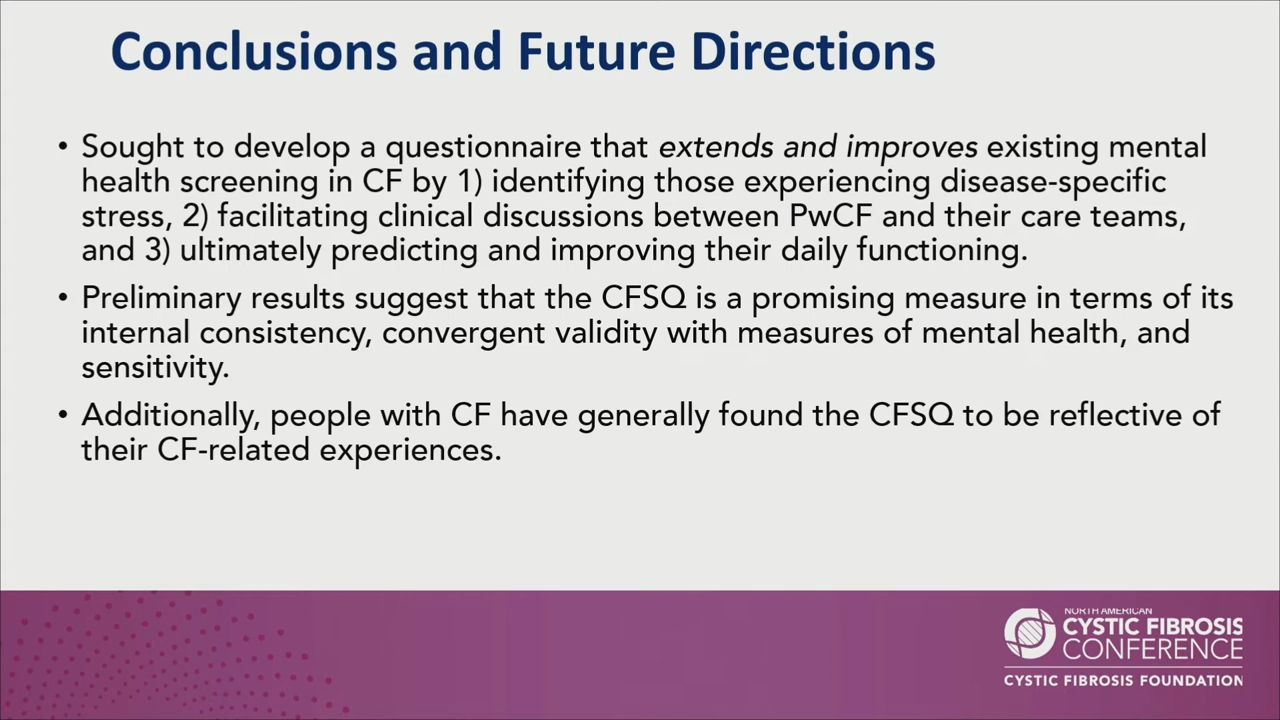 Conclusions and Future Directions
• Sought to develop a questionnaire that extends and improves existing mental
health screening in CF by 1) identifying those experiencing disease-specific
stress, 2) facilitating clinical discussions between PwCF and their care teams,
and 3) ultimately predicting and improving their daily functioning.
• Preliminary results suggest that the CFSQ is a promising measure in terms of its
internal consistency, convergent validity with measures of mental health, and
sensitivity.
• Additionally, people with CF have generally found the CFSQ to be reflective of
their CF-related experiences.
NORTH AMERICAN
CYSTIC FIBROSIS
CONFERENCE
CYSTIC FIBROSIS FOUNDATION